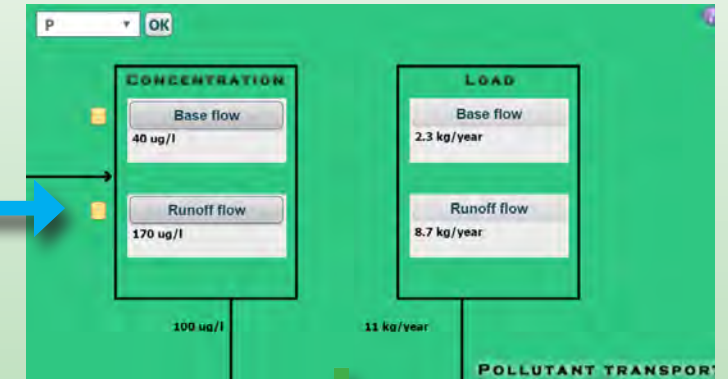 P OK
CONCENTRATION
Base flow
40 ug/l
Runoff flow
170 ug/l
100 ug/l
LOAD
Base flow
2.3 kg/year
Runoff flow
8.7 kg/year
11 kg/year
POLLUTANT TRANSPORT